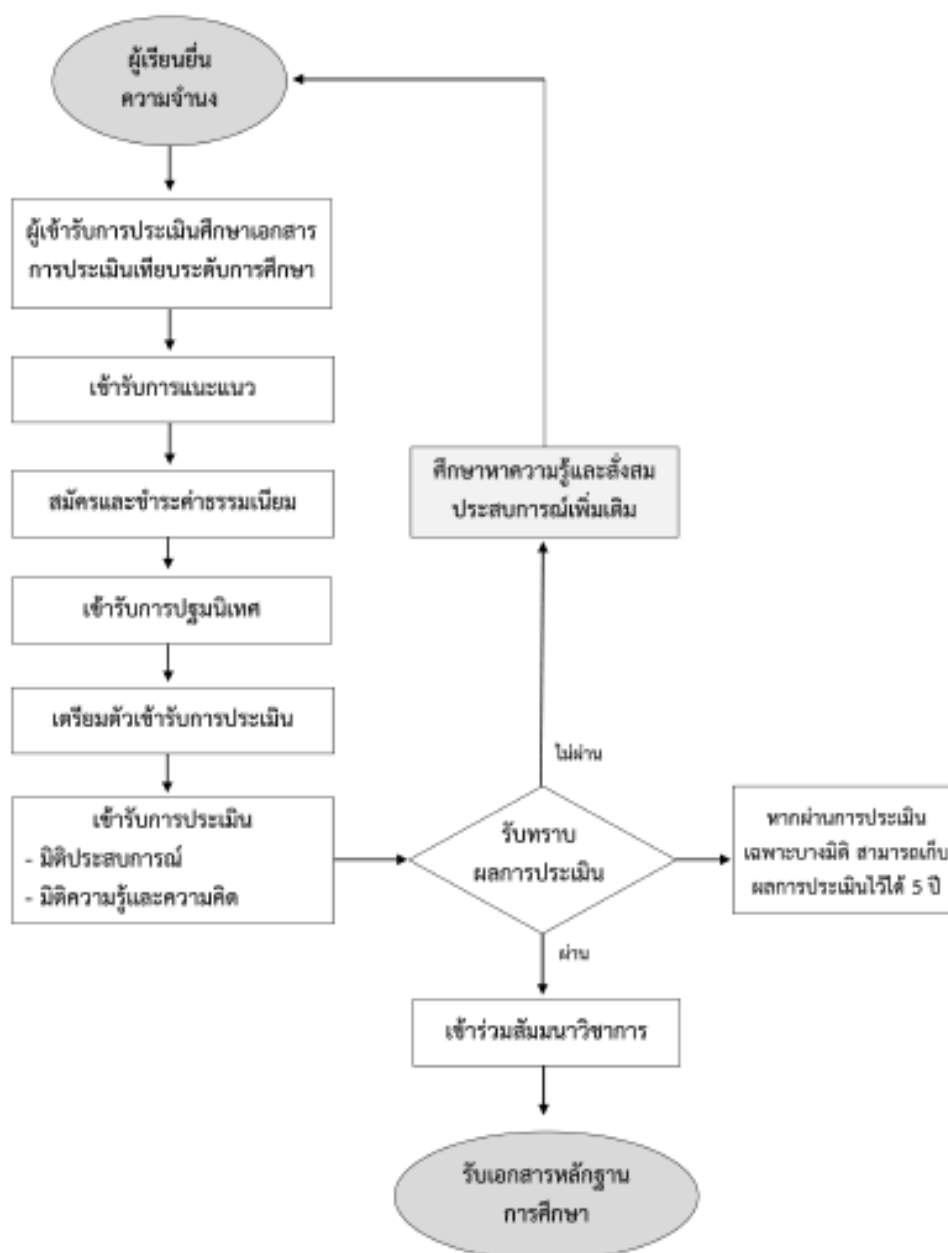 ผู้เรียนยื่น
ความจำนง
ผู้เข้ารับการประเมินศึกษาเอกสาร
การประเมินเทียบระดับการศึกษา
เข้ารับการแนะแนว
สมัครและชำระค่าธรรมเนียม
เข้ารับการปฐมนิเทศ
เตรียมตัวเข้ารับการประเมิน
เข้ารับการประเมิน
- มิติประสบการณ์
- มิติความรู้และความคิด
รับทราบ
ผลการประเมิน
ไม่ผ่าน
ศึกษาหาความรู้และสั่งสม
ประสบการณ์เพิ่มเติม
หากผ่านการประเมิน
เฉพาะบางมิติ สามารถเก็บ
ผลการประเมินไว้ได้ 5 ปี
ผ่าน
เข้าร่วมสัมมนาวิชาการ
รับเอกสารหลักฐาน
การศึกษา